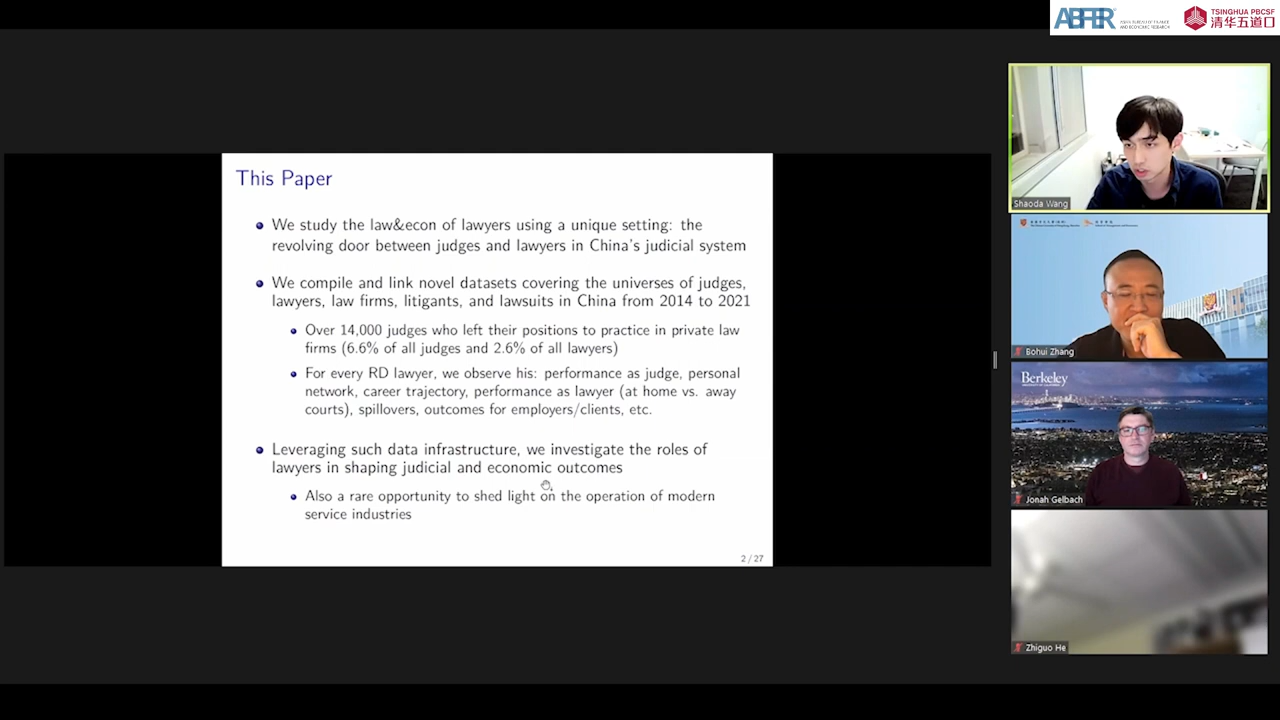 ABFER
ASIAN BUREAU OF FINANCE
AND ECONOMIC RESEARCH
TSINGHUA PBCSF
清华五道口
This Paper
We study the law&econ of lawyers using a unique setting: the
revolving door between judges and lawyers in China's judicial system
We compile and link novel datasets covering the universes of judges,
lawyers, law firms, litigants, and lawsuits in China from 2014 to 2021
Over 14,000 judges who left their positions to practice in private law
firms (6.6% of all judges and 2.6% of all lawyers)
For every RD lawyer, we observe his: performance as judge, personal
network, career trajectory, performance as lawyer (at home vs. away
courts), spillovers, outcomes for employers/clients, etc.
Leveraging such data infrastructure, we investigate the roles of
lawyers in shaping judicial and economic outcomes
Also a rare opportunity to shed light on the operation of modern
service industries
2 / 27
Shaoda Wang
Bohui Zhang
Berkeley
Jonah Gelbach
Zhiguo He